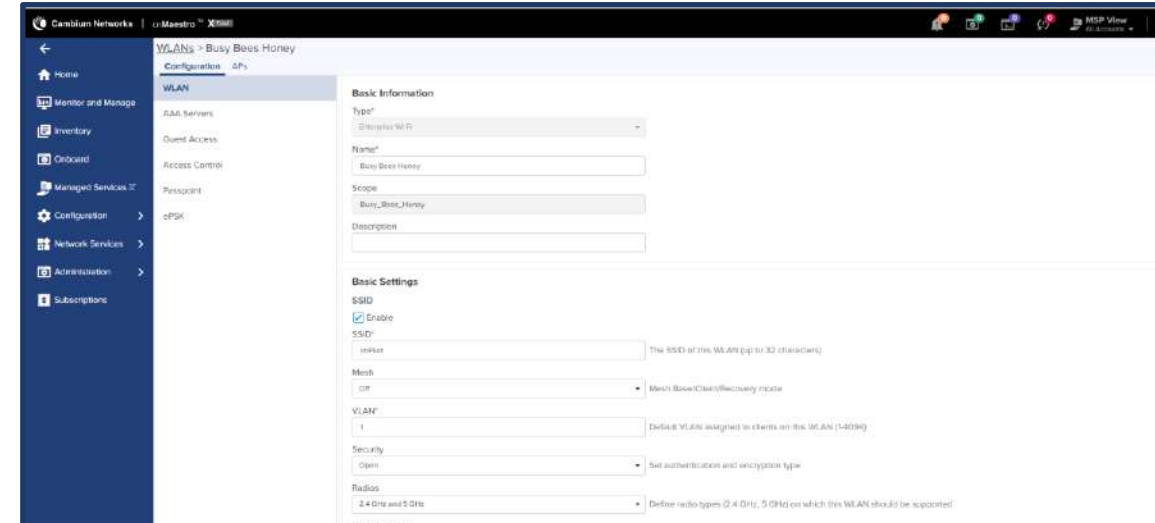 Cambium Networks | cnMaestro™ X
MSP View
All Accounts
WLANs > Busy Bees Honey
Configuration APs
Home
Monitor and Manage
Inventory
Onboard
Managed Services
Configuration
Network Services
Administration
Subscriptions
WLAN
AAA Servers
Guest Access
Access Control
Passpoint
ePSK
Basic Information
Type*
Enterprise Wi-Fi
Name*
Busy Bees Honey
Scope
Busy_Bees_Honey
Description
Basic Settings
SSID
Enable
SSID*
The SSID of this WLAN (up to 32 characters)
Mesh
Off
Mesh Base/Client/Recovery mode
VLAN*
1
Default VLAN assigned to clients on this WLAN (1-4094)
Security
Open
Set authentication and encryption type
Radios
2.4 GHz and 5 GHz
Define radio types (2.4 GHz, 5 GHz) on which this WLAN should be supported